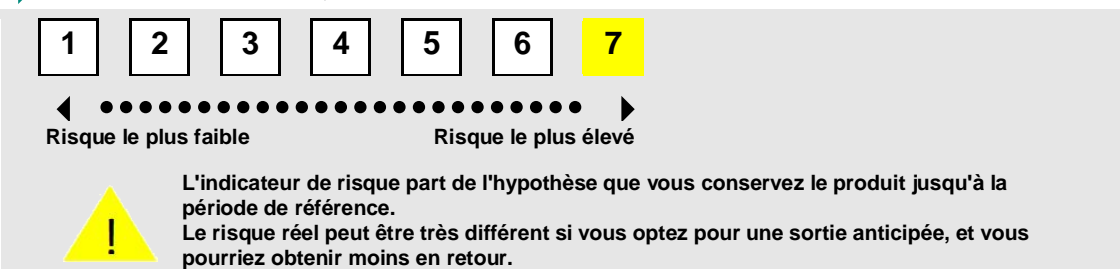 1 2 3 4 5 6 7
Risque le plus faible Risque le plus élevé
L'indicateur de risque part de l'hypothèse que vous conservez le produit jusqu'à la
période de référence.
Le risque réel peut être très différent si vous optez pour une sortie anticipée, et vous
pourriez obtenir moins en retour.
!